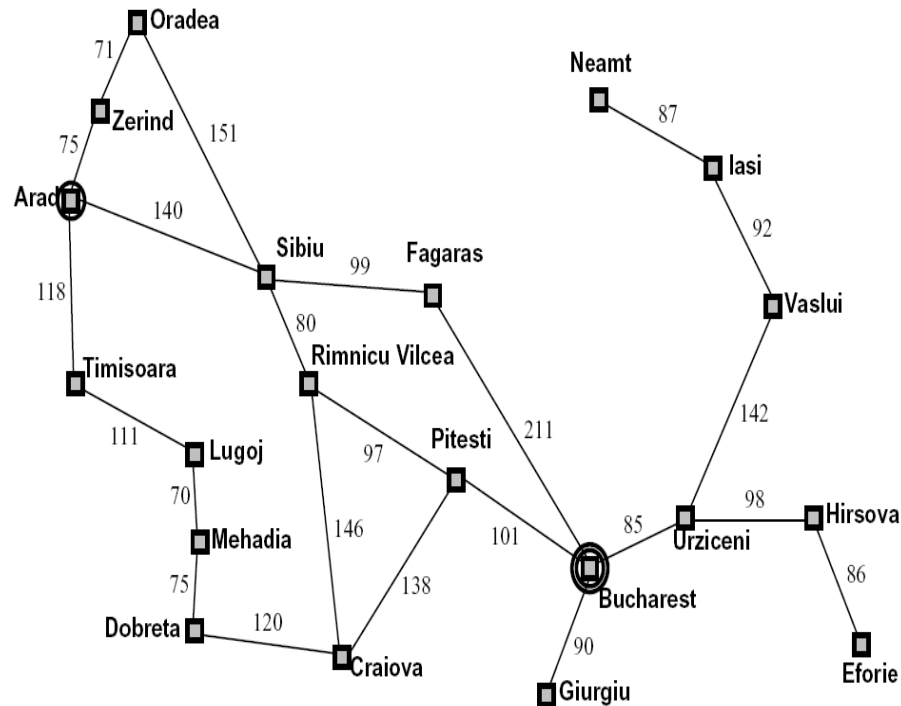 Oradea
71
Neamt
Zerind
87
151
75
Iasi
Arad
140
92
Sibiu
Fagaras
99
118
Vaslui
80
Timisoara
Rimnicu Vilcea
142
111
Lugoj
97
Pitesti
211
70
98
Hirsova
146
101
85
Urziceni
Mehadia
138
86
75
Bucharest
Dobreta
120
90
Craiova
Eforie
Giurgiu